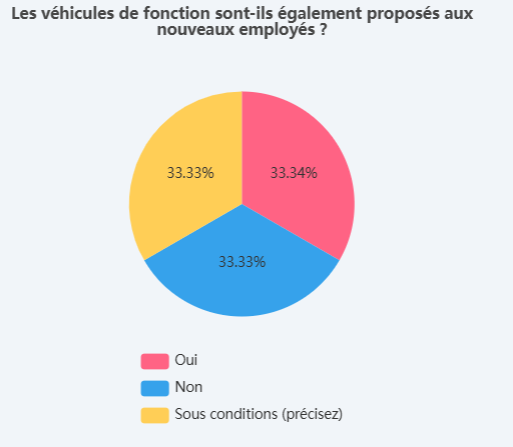 Les véhicules de fonction sont-ils également proposés aux
nouveaux employés ?
33.33%
33.34%
33.33%
Oui
Non
Sous conditions (précisez)